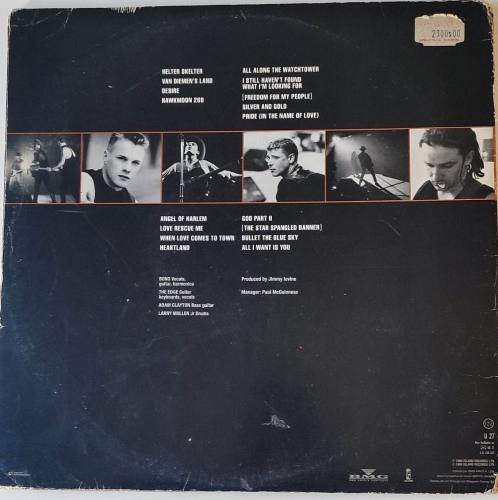 2300$00
HELTER SKELTER
VAN DIEMEN'S LAND
DESIRE
HAWKMOON 269
ALL ALONG THE WATCHTOWER
I STILL HAVEN'T FOUND
WHAT I'M LOOKING FOR
[FREEDOM FOR MY PEOPLE]
SILVER AND GOLD
PRIDE (IN THE NAME OF LOVE)
ANGEL OF HARLEM
LOVE RESCUE ME
WHEN LOVE COMES TO TOWN
HEARTLAND
GOD PART II
[THE STAR SPANGLED BANNER]
BULLET THE BLUE SKY
ALL I WANT IS YOU
BONO Vocals,
guitar, harmonica
THE EDGE Guitar
keyboards, vocals
ADAM CLAYTON Bass guitar
LARRY MULLEN Jr Drums
Produced by Jimmy Iovine
Manager: Paul McGuinness
U 27
BMG